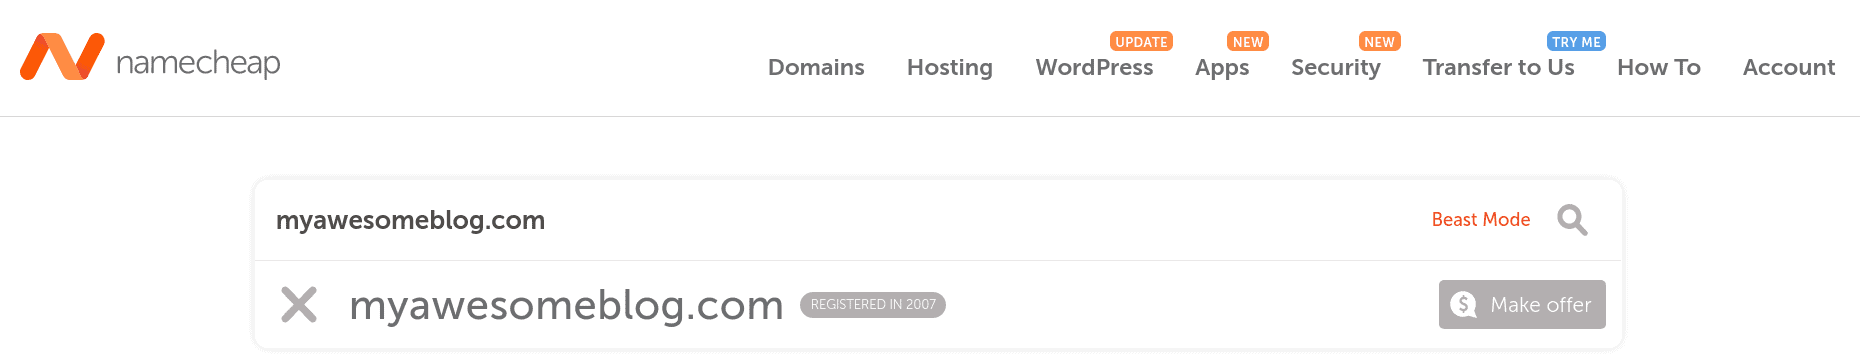 namecheap
UPDATE NEW NEW TRY ME
Domains Hosting WordPress Apps Security Transfer to Us How To Account
myawesomeblog.com Beast Mode
myawesomeblog.com REGISTERED IN 2007 $ Make offer